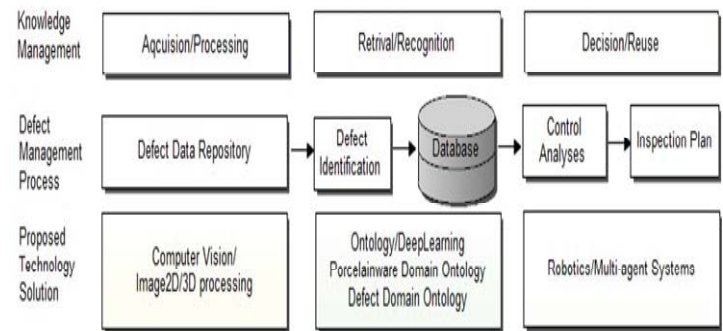 Knowledge
Management
Aqcuision/Processing
Retrival/Recognition
Decision/Reuse
Defect
Management
Process
Defect Data Repository
Defect
Identification
Database
Control
Analyses
Inspection Plan
Proposed
Technology
Solution
Computer Vision/
Image2D/3D processing
Ontology/DeepLearning
Porcelainware Domain Ontology
Defect Domain Ontology
Robotics/Multi-agent Systems